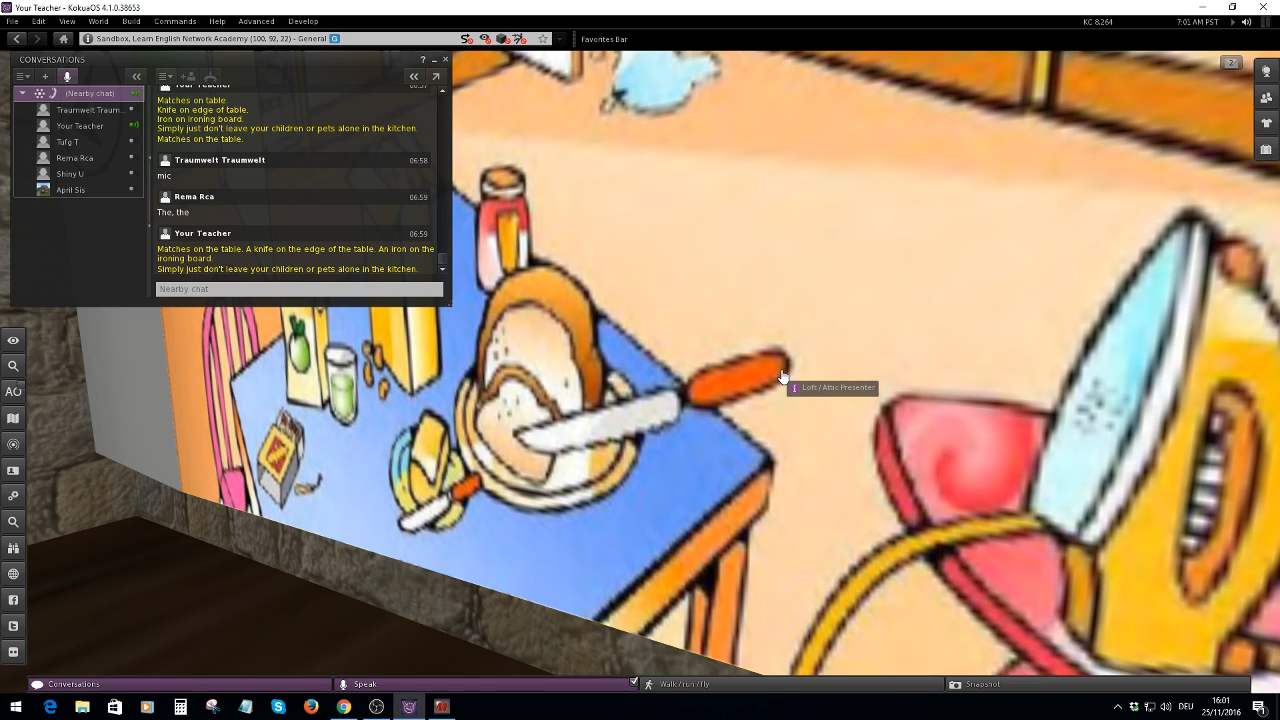 Your Teacher - KokuaOS 4.1.0.38653
File Edit View World Build Commands Help Advanced Develop
KC 8,264 7:01 AM PST
Sandbox, Learn English Network Academy (100, 92, 22) - General G
Favorites Bar
CONVERSATIONS
? _ ×
(Nearby chat)
Traumwelt Traum...
Your Teacher
Tufg T
Rema Rca
Shiny U
April Sis
Your Teacher 06:57
Matches on table.
Knife on edge of table.
Iron on ironing board.
Simply just don't leave your children or pets alone in the kitchen.
Matches on the table.
Traumwelt Traumwelt 06:58
mic
Rema Rca 06:59
The, the
Your Teacher 06:59
Matches on the table. A knife on the edge of the table. An iron on the
ironing board.
Simply just don't leave your children or pets alone in the kitchen.
Nearby chat
?
AO
i Loft / Attic Presenter
Conversations
Speak
Walk / run / fly
Snapshot
DEU
16:01
25/11/2016